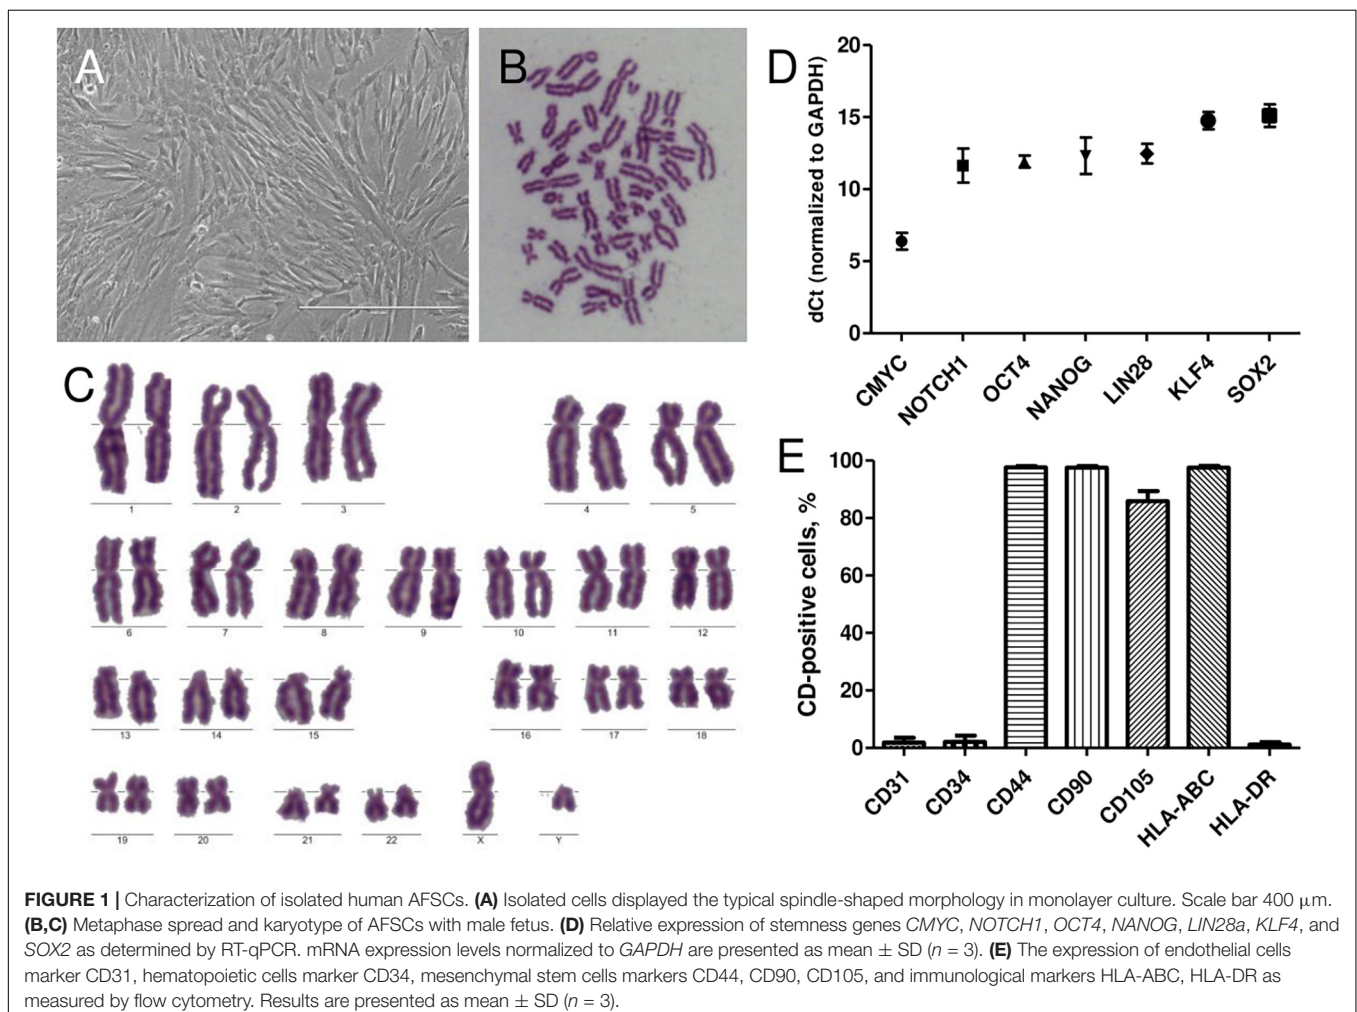 A
B
C
1 2 3 4 5
6 7 8 9 10 11 12
13 14 15 16 17 18
19 20 21 22 X Y
D
dCt (normalized to GAPDH)
20
15
10
5
0
CMYC NOTCH1 OCT4 NANOG LIN28 KLF4 SOX2
E
CD-positive cells, %
100
80
60
40
20
0
CD31 CD34 CD44 CD90 CD105 HLA-ABC HLA-DR
FIGURE 1 | Characterization of isolated human AFSCs. (A) Isolated cells displayed the typical spindle-shaped morphology in monolayer culture. Scale bar 400 μm.
(B,C) Metaphase spread and karyotype of AFSCs with male fetus. (D) Relative expression of stemness genes CMYC, NOTCH1, OCT4, NANOG, LIN28a, KLF4, and
SOX2 as determined by RT-qPCR. mRNA expression levels normalized to GAPDH are presented as mean ± SD (n = 3). (E) The expression of endothelial cells
marker CD31, hematopoietic cells marker CD34, mesenchymal stem cells markers CD44, CD90, CD105, and immunological markers HLA-ABC, HLA-DR as
measured by flow cytometry. Results are presented as mean ± SD (n = 3).